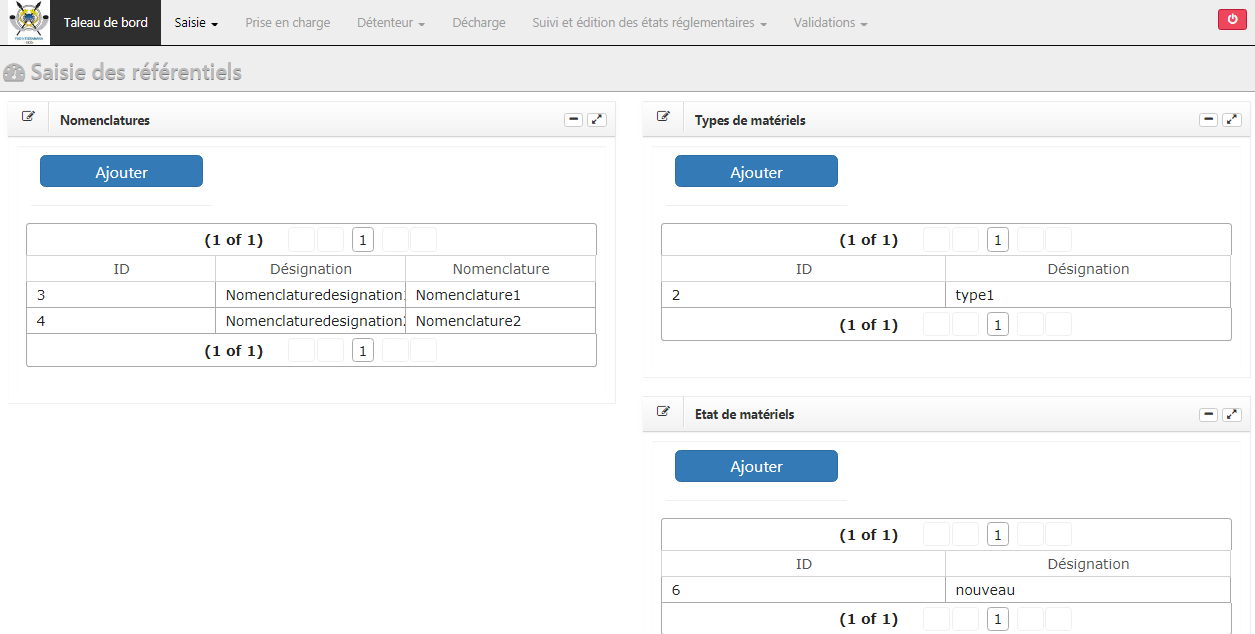 Taleau de bord Saisie Prise en charge Détenteur Décharge Suivi et édition des états réglementaires Validations
Saisie des référentiels
Nomenclatures
Ajouter
(1 of 1) 1
ID Désignation Nomenclature
3 Nomenclaturedesignation1 Nomenclature1
4 Nomenclaturedesignation2 Nomenclature2
(1 of 1) 1
Types de matériels
Ajouter
(1 of 1) 1
ID Désignation
2 type1
(1 of 1) 1
Etat de matériels
Ajouter
(1 of 1) 1
ID Désignation
6 nouveau
(1 of 1) 1